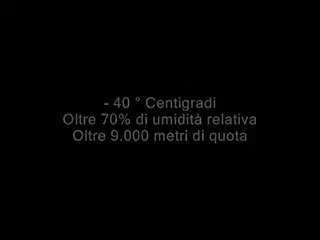 - 40 ° Centigradi
Oltre 70% di umidità relativa
Oltre 9.000 metri di quota